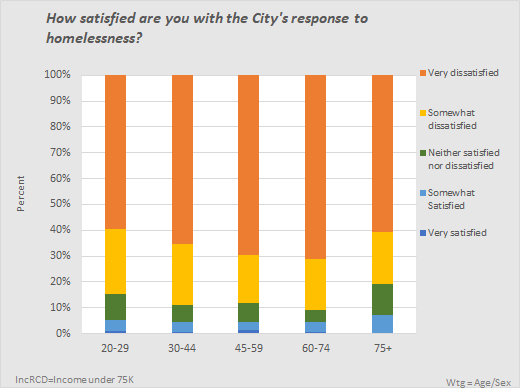 How satisfied are you with the City's response to
homelessness?
100%
90%
80%
70%
60%
50%
40%
30%
20%
10%
0%
Percent
20-29
30-44
45-59
60-74
75+
Very dissatisfied
Somewhat
dissatisfied
Neither satisfied
nor dissatisfied
Somewhat
Satisfied
Very satisfied
IncRCD=Income under 75K
Wtg = Age/Sex